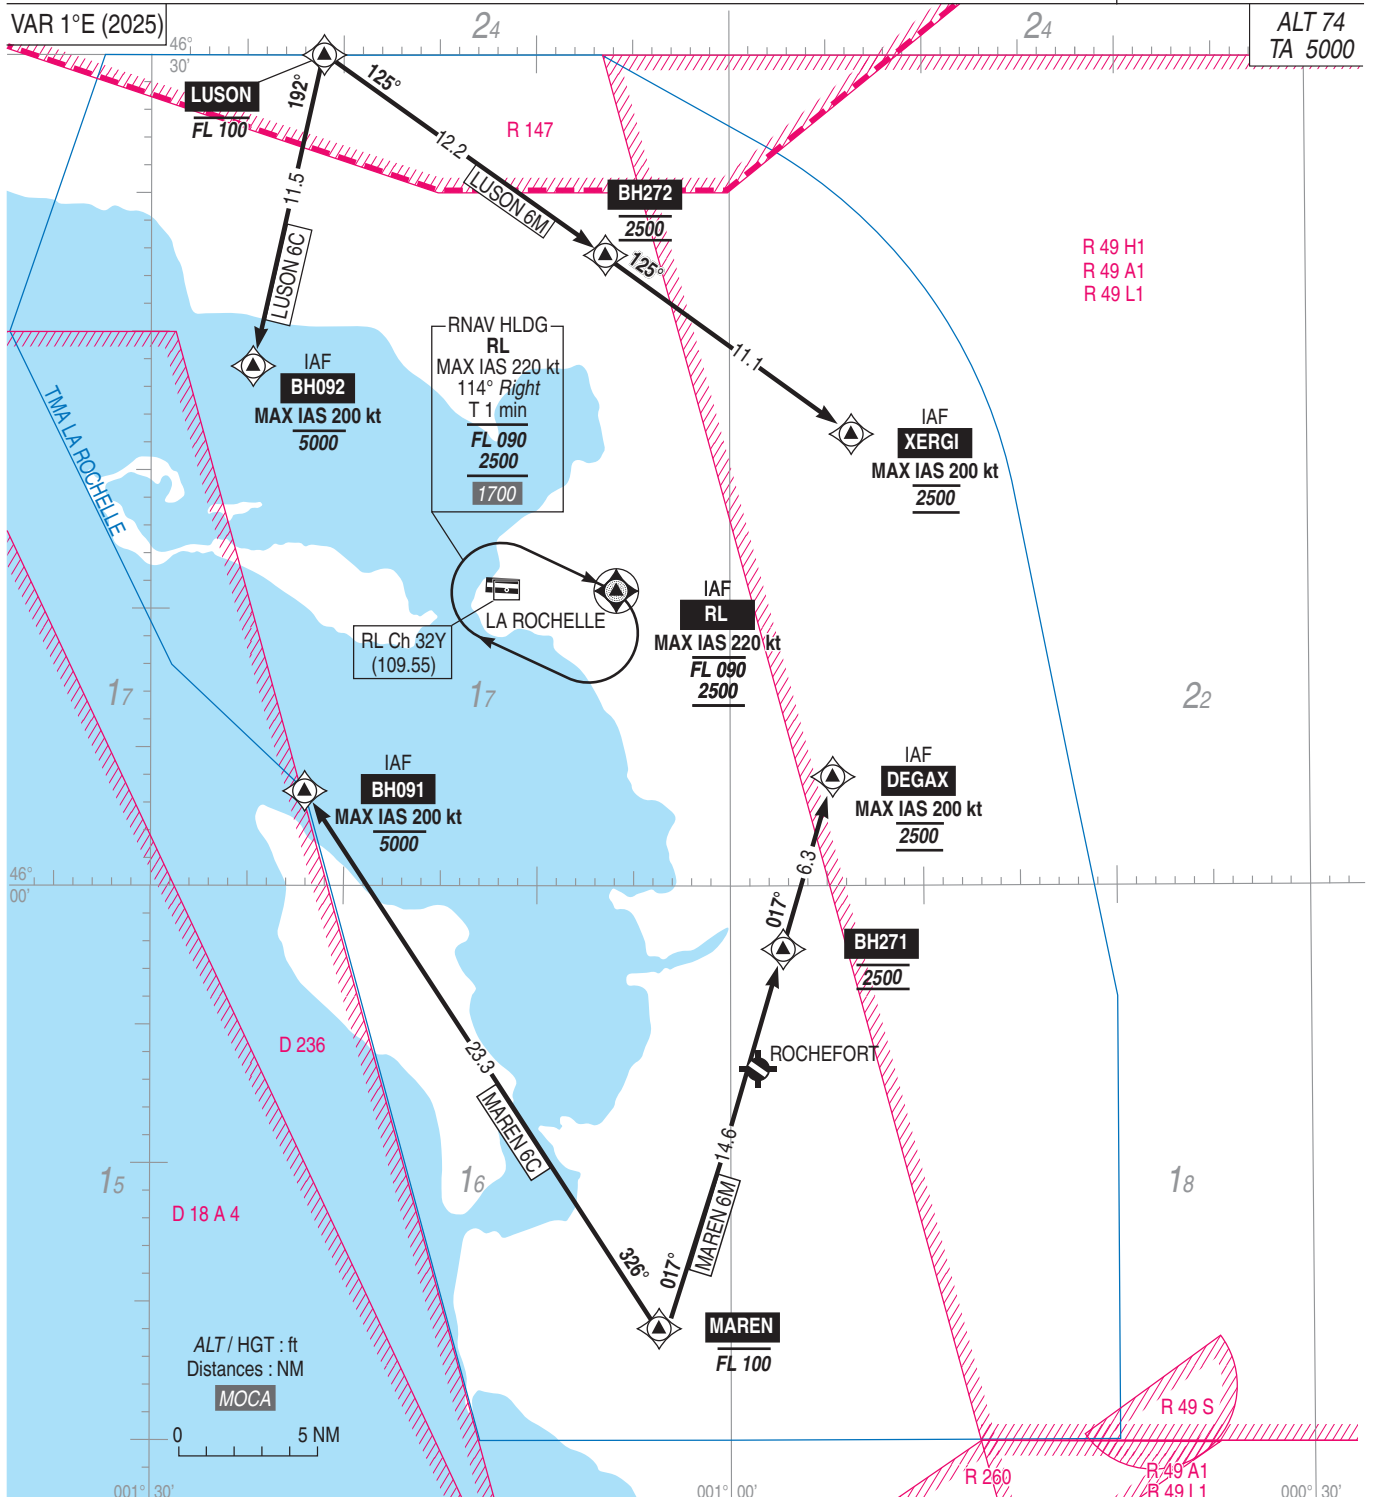 VAR 1°E (2025)
24
24
ALT 74
TA 5000
46°
30'
LUSON
FL 100
192°
125°
12.2
R 147
11.5
LUSON 6M
LUSON 6C
BH272
2500
125°
R 49 H1
R 49 A1
R 49 L1
11.1
RNAV HLDG
RL
MAX IAS 220 kt
114° Right
T 1 min
FL 090
2500
1700
IAF
BH092
MAX IAS 200 kt
5000
TMA LA ROCHELLE
IAF
XERGI
MAX IAS 200 kt
2500
LA ROCHELLE
RL Ch 32Y
(109.55)
IAF
RL
MAX IAS 220 kt
FL 090
2500
17
17
22
IAF
BH091
MAX IAS 200 kt
5000
IAF
DEGAX
MAX IAS 200 kt
2500
6.3
46°
00'
017°
BH271
2500
D 236
23.3
ROCHEFORT
MAREN 6C
14.6
15
16
18
D 18 A 4
MAREN 6M
326°
017°
MAREN
FL 100
ALT / HGT : ft
Distances : NM
MOCA
0
5 NM
R 49 S
R 260
R 49 A1
R 49 L1
001° 30'
001° 00'
000° 30'